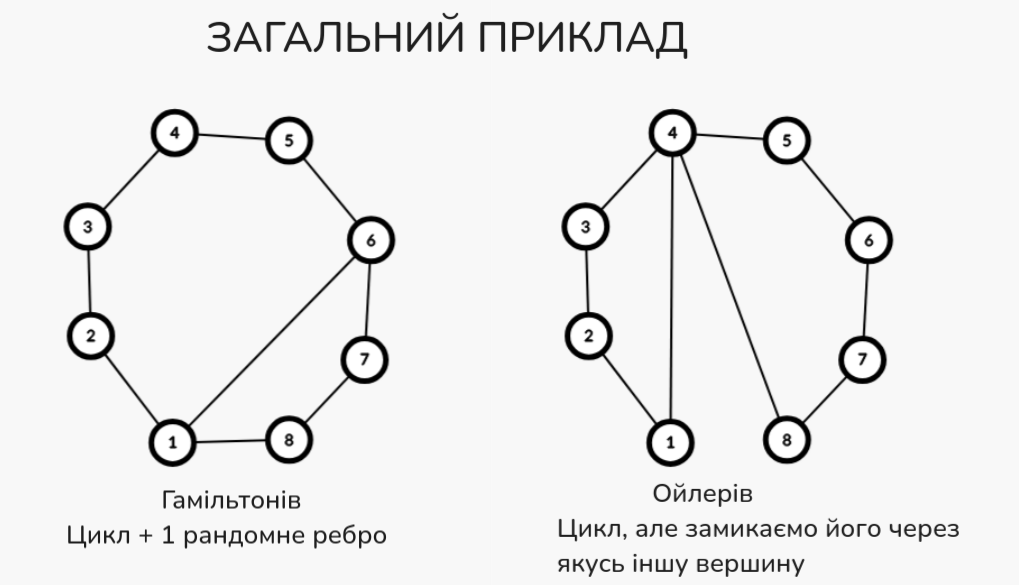 ЗАГАЛЬНИЙ ПРИКЛАД
4
5
3
6
2
7
1
8
Гамільтонів
Цикл + 1 рандомне ребро
4
5
3
6
2
7
1
8
Ойлерів
Цикл, але замикаємо його через
якусь іншу вершину